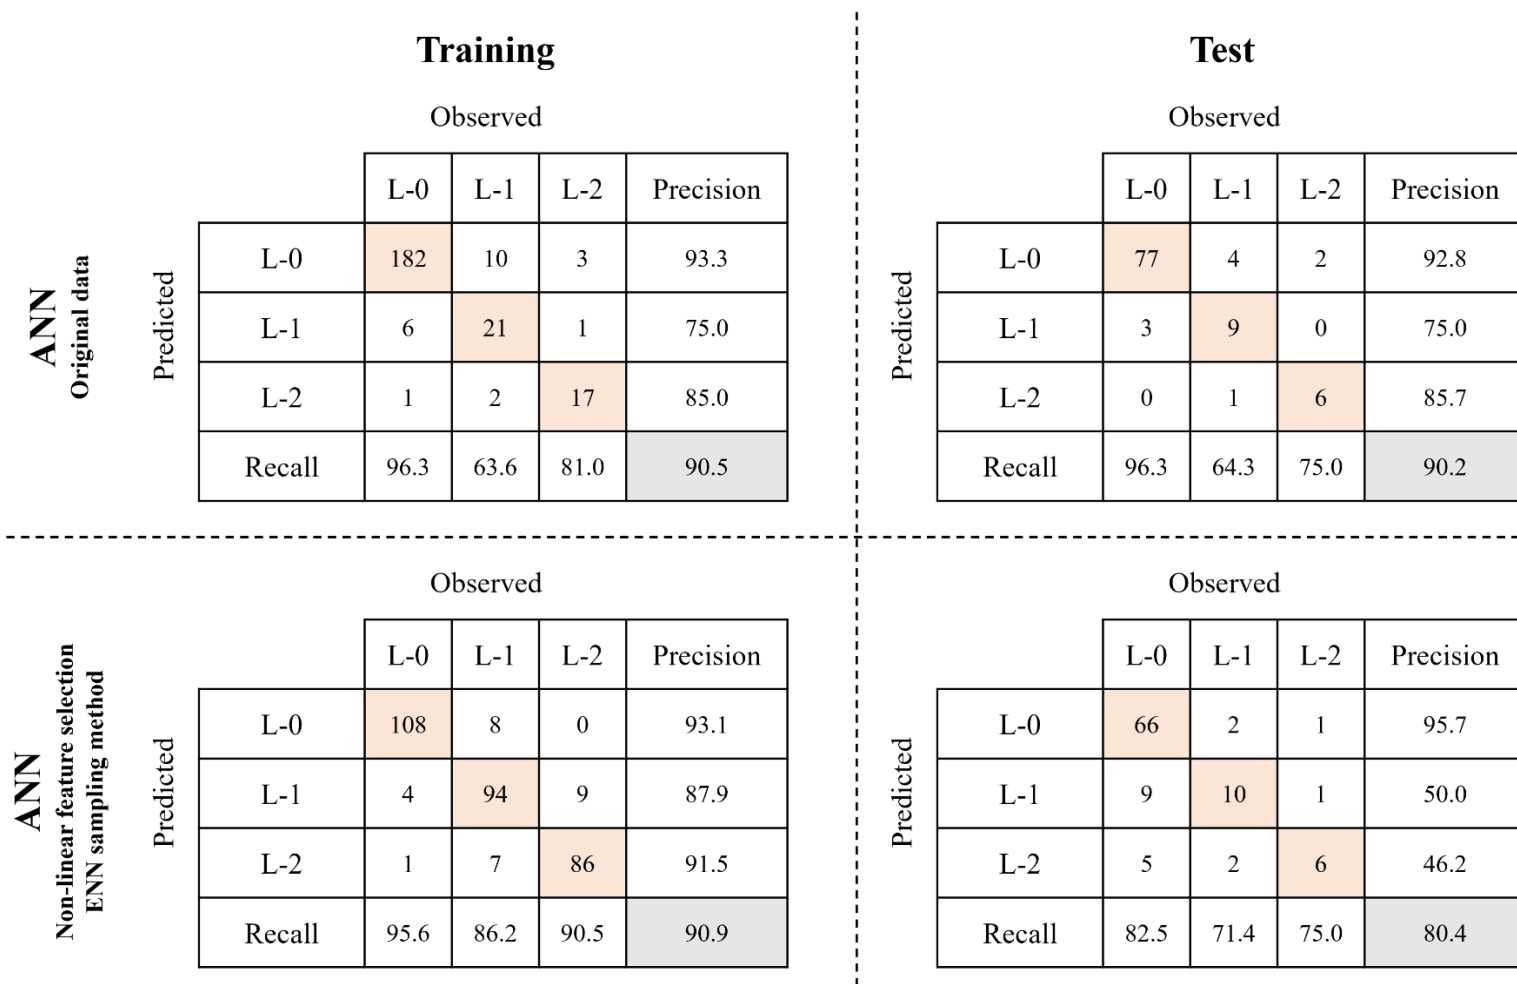 Training
Test
Observed
Observed
L-0 L-1 L-2 Precision
L-0 L-1 L-2 Precision
ANN
Original data
Predicted
L-0 182 10 3 93.3
L-1 6 21 1 75.0
L-2 1 2 17 85.0
Recall 96.3 63.6 81.0 90.5
Predicted
L-0 77 4 2 92.8
L-1 3 9 0 75.0
L-2 0 1 6 85.7
Recall 96.3 64.3 75.0 90.2
Observed
Observed
L-0 L-1 L-2 Precision
L-0 L-1 L-2 Precision
ANN
Non-linear feature selection
ENN sampling method
Predicted
L-0 108 8 0 93.1
L-1 4 94 9 87.9
L-2 1 7 86 91.5
Recall 95.6 86.2 90.5 90.9
Predicted
L-0 66 2 1 95.7
L-1 9 10 1 50.0
L-2 5 2 6 46.2
Recall 82.5 71.4 75.0 80.4